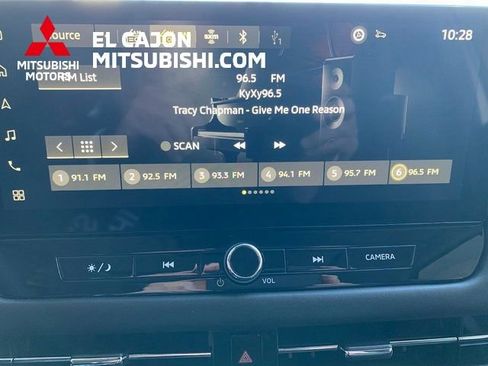 Source
sxm
1
10:28
EL CAJON
MITSUBISHI.COM
MITSUBISHI
MOTORS
FM List
96.5 FM
KyXy96.5
Tracy Chapman - Give Me One Reason
SCAN
1 91.1 FM
2 92.5 FM
3 93.3 FM
4 94.1 FM
5 95.7 FM
6 96.5 FM
CAMERA
VOL